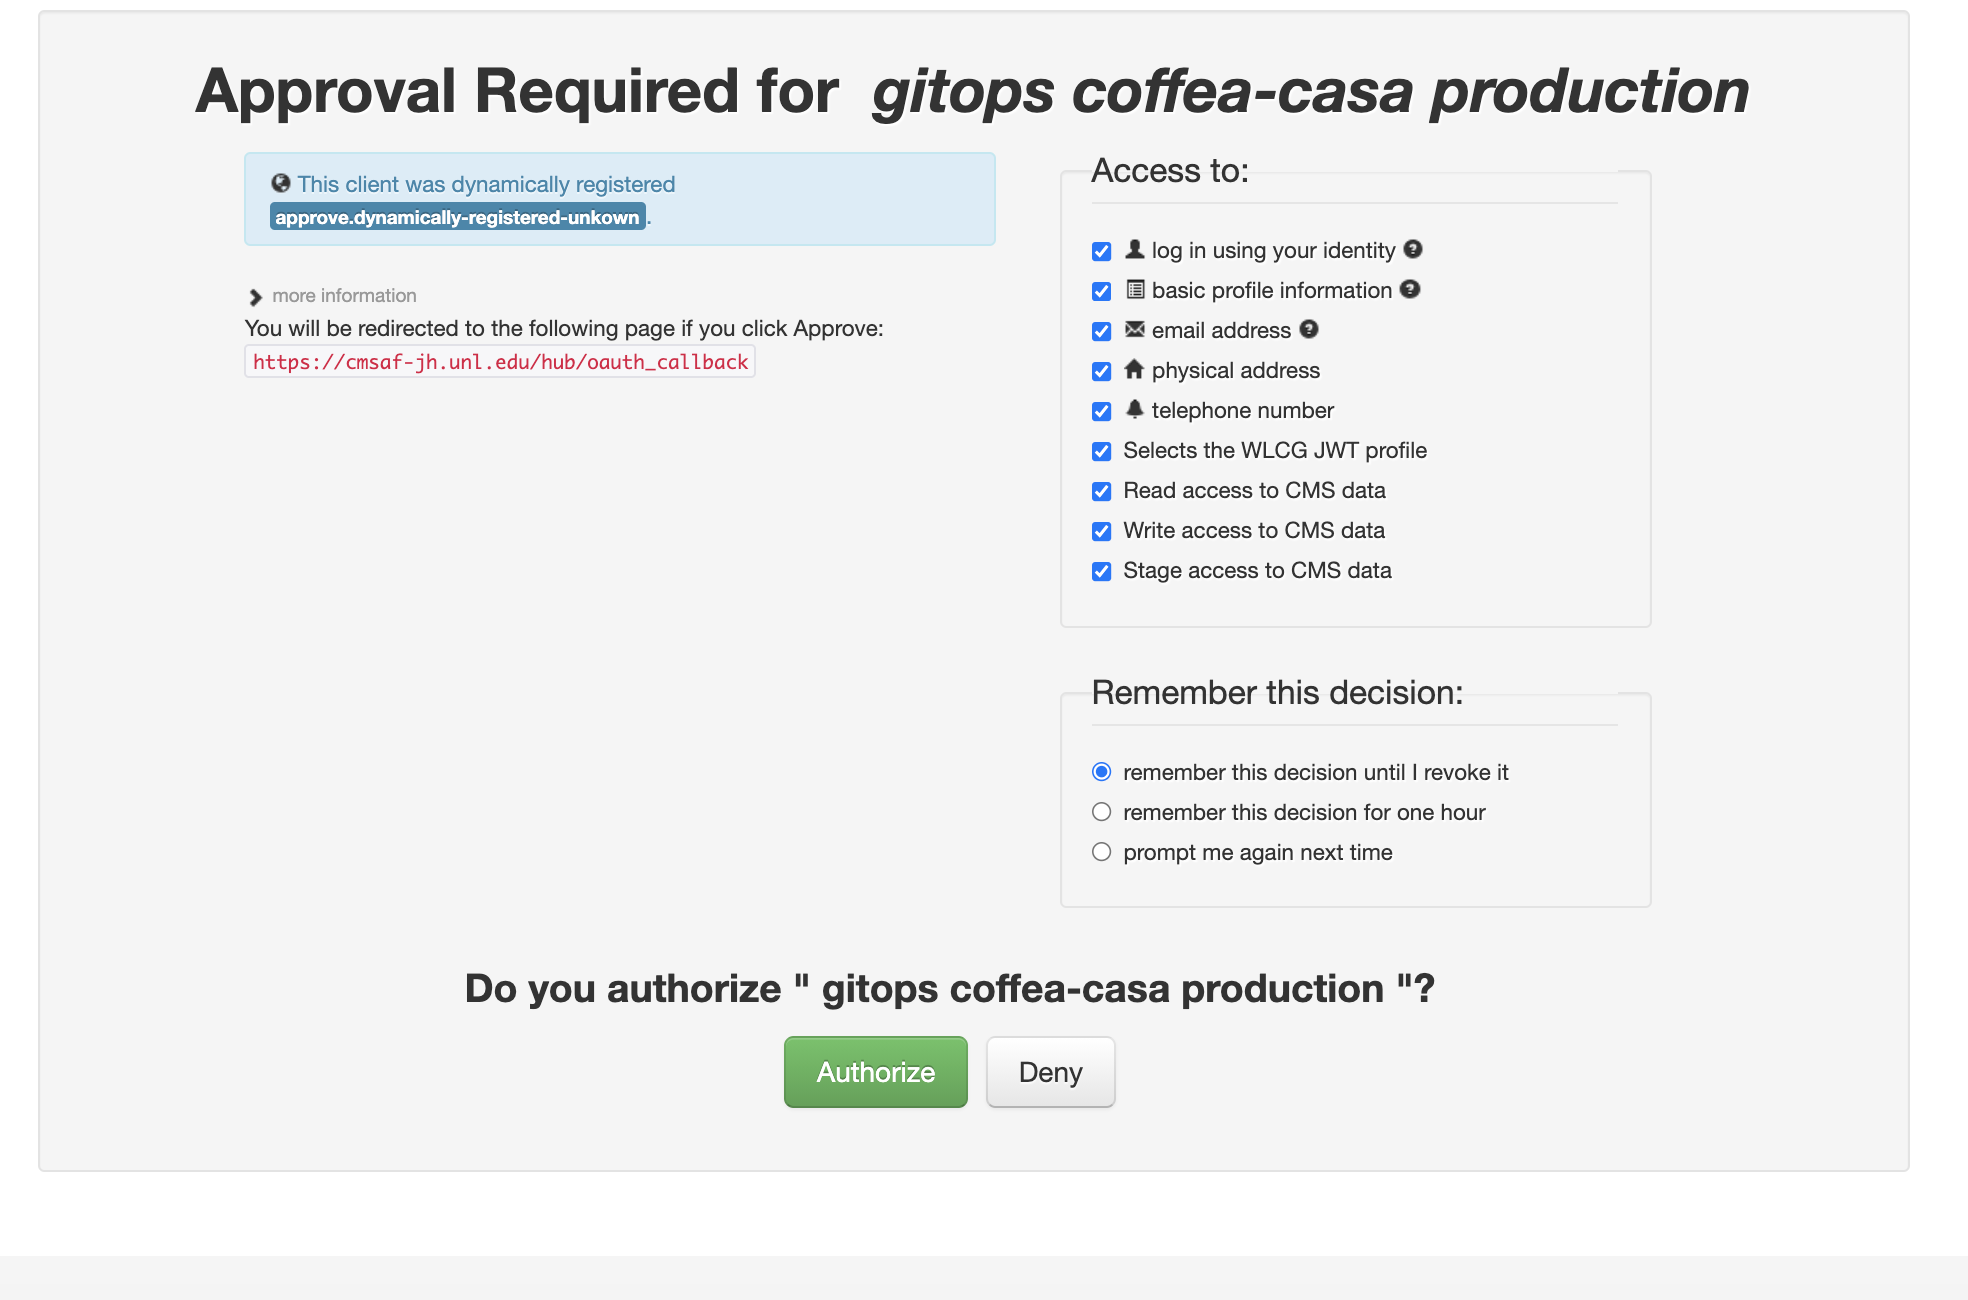 Approval Required for gitops coffea-casa production
This client was dynamically registered
approve.dynamically-registered-unkown .
more information
You will be redirected to the following page if you click Approve:
https://cmsaf-jh.unl.edu/hub/oauth_callback
Access to:
log in using your identity
basic profile information
email address
physical address
telephone number
Selects the WLCG JWT profile
Read access to CMS data
Write access to CMS data
Stage access to CMS data
Remember this decision:
remember this decision until I revoke it
remember this decision for one hour
prompt me again next time
Do you authorize " gitops coffea-casa production "?
Authorize
Deny